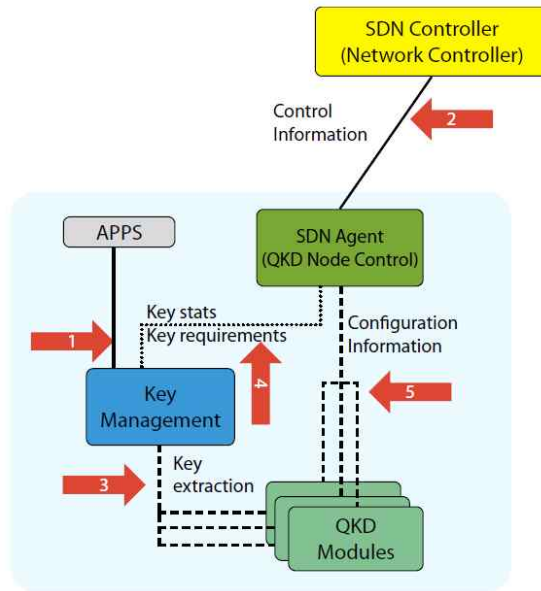 SDN Controller
(Network Controller)
Control
Information
2
APPS
SDN Agent
(QKD Node Control)
Key stats
Key requirements
Configuration
Information
1
4
5
Key
Management
3
Key
extraction
QKD
Modules